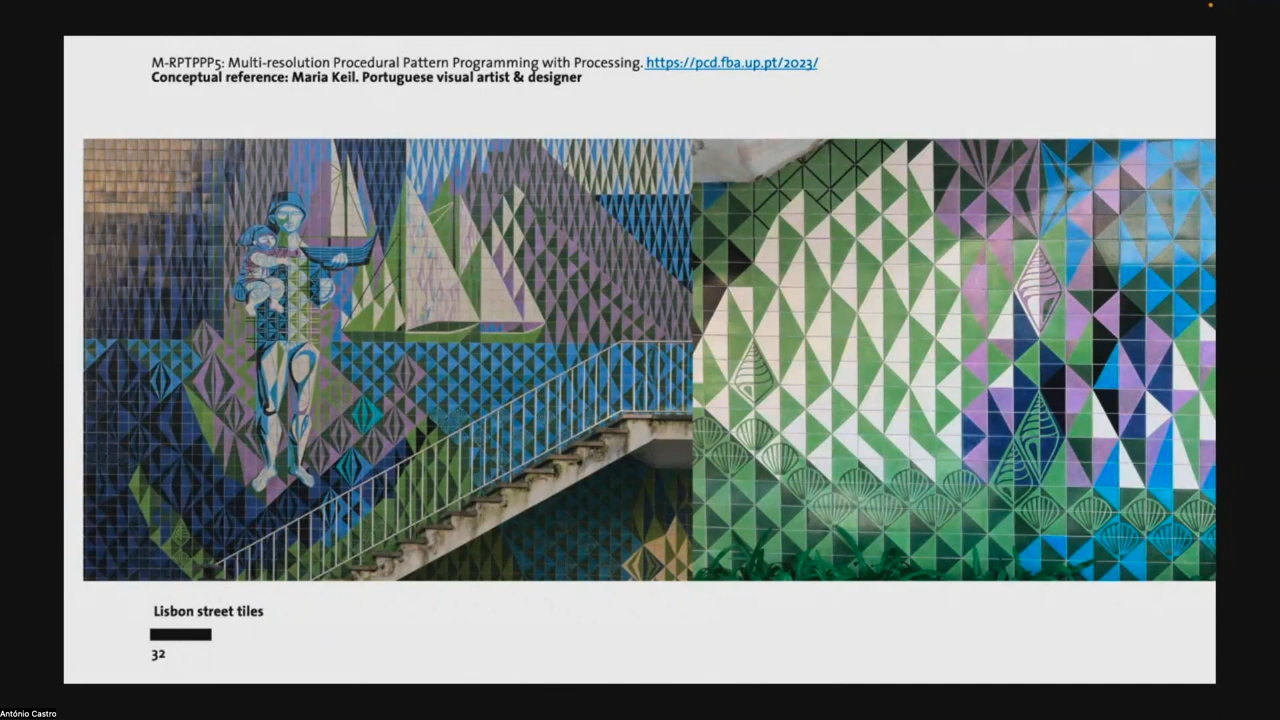 M-RPTPPP5: Multi-resolution Procedural Pattern Programming with Processing. https://pcd.fba.up.pt/2023/
Conceptual reference: Maria Keil. Portuguese visual artist & designer
Lisbon street tiles
32
António Castro